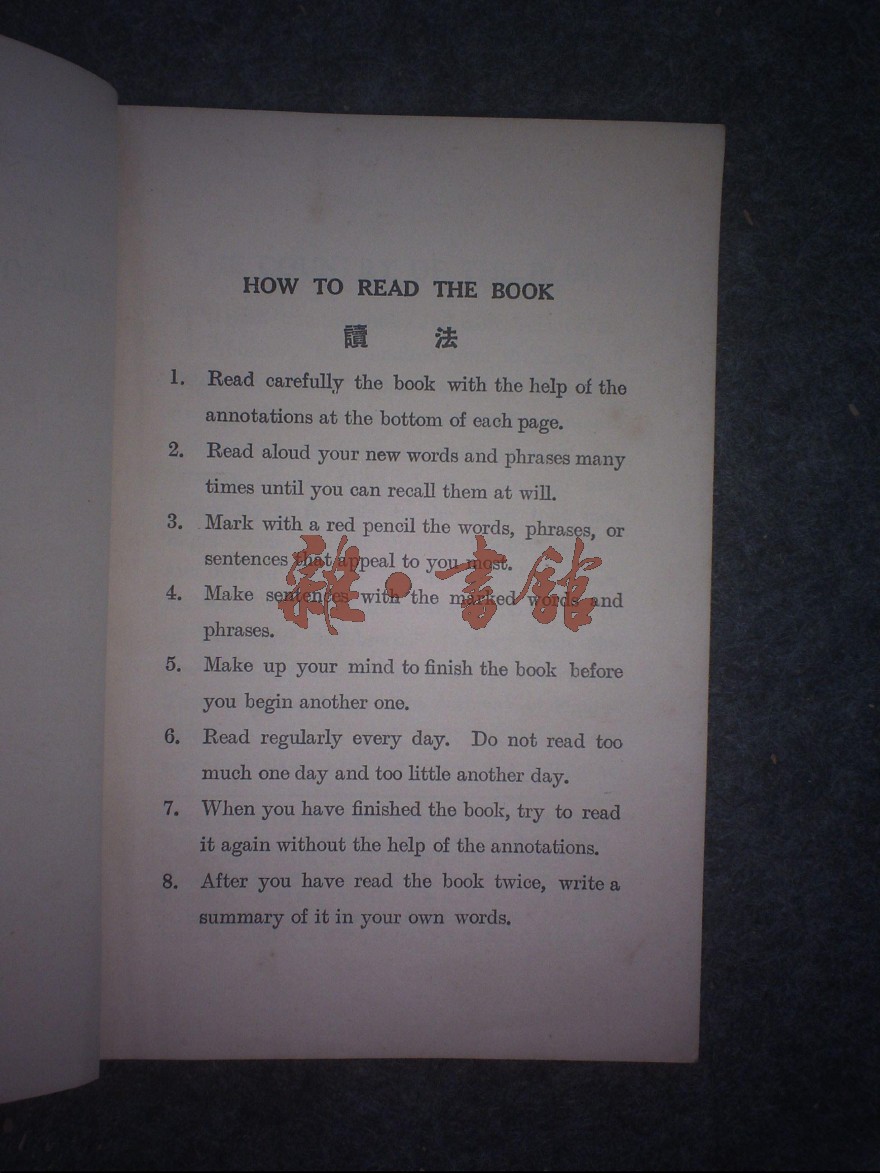 HOW TO READ THE BOOK
讀 法
1. Read carefully the book with the help of the
annotations at the bottom of each page.
2. Read aloud your new words and phrases many
times until you can recall them at will.
3. Mark with a red pencil the words, phrases, or
sentences that appeal to you most.
4. Make sentences with the marked words and
phrases.
5. Make up your mind to finish the book before
you begin another one.
6. Read regularly every day. Do not read too
much one day and too little another day.
7. When you have finished the book, try to read
it again without the help of the annotations.
8. After you have read the book twice, write a
summary of it in your own words.
雜·書館